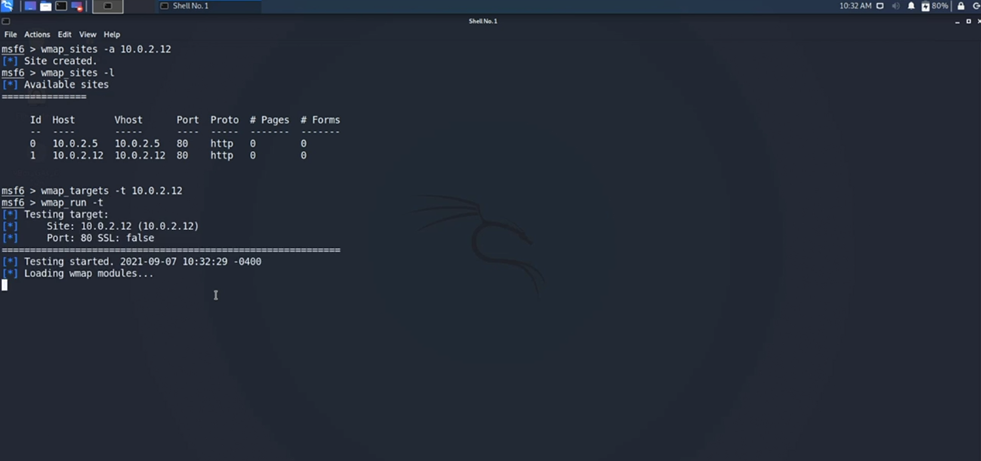 Shell No. 1
10:32 AM
80%
Shell No.1
File Actions Edit View Help
msf6 > wmap_sites -a 10.0.2.12
[*] Site created.
msf6 > wmap_sites -l
[*] Available sites
===============
Id Host Vhost Port Proto # Pages # Forms
-- ---- ----- ---- ----- ------- -------
0 10.0.2.5 10.0.2.5 80 http 0 0
1 10.0.2.12 10.0.2.12 80 http 0 0
msf6 > wmap_targets -t 10.0.2.12
msf6 > wmap_run -t
[*] Testing target:
[*] Site: 10.0.2.12 (10.0.2.12)
[*] Port: 80 SSL: false
============================================================
[*] Testing started. 2021-09-07 10:32:29 -0400
[*] Loading wmap modules...